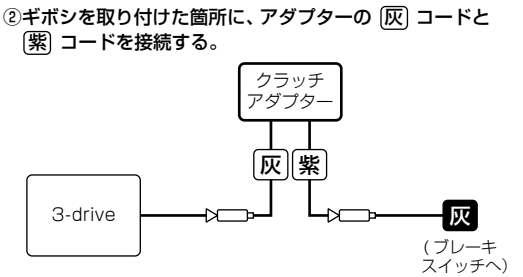 ②ギボシを取り付けた箇所に、アダプターの 灰 コードと
紫 コードを接続する。
クラッチ
アダプター
灰 紫
3-drive
灰
(ブレーキ
スイッチへ)